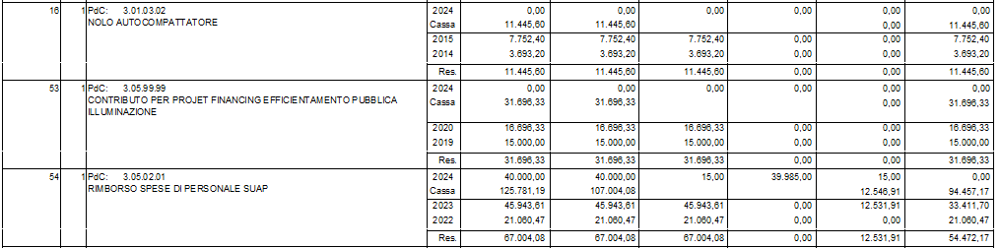 16 1 PdC: 3.01.03.02 2024 0,00 0,00 0,00 0,00 0,00 0,00
NOLO AUTOCOMPATTATORE Cassa 11.445,60 11.445,60 0,00 11.445,60
2015 7.752,40 7.752,40 7.752,40 0,00 0,00 7.752,40
2014 3.693,20 3.693,20 3.693,20 0,00 0,00 3.693,20
Res. 11.445,60 11.445,60 11.445,60 0,00 0,00 11.445,60
53 1 PdC: 3.05.99.99 2024 0,00 0,00 0,00 0,00 0,00 0,00
CONTRIBUTO PER PROJET FINANCING EFFICIENTAMENTO PUBBLICA Cassa 31.696,33 31.696,33 0,00 31.696,33
ILLUMINAZIONE
2020 16.696,33 16.696,33 16.696,33 0,00 0,00 16.696,33
2019 15.000,00 15.000,00 15.000,00 0,00 0,00 15.000,00
Res. 31.696,33 31.696,33 31.696,33 0,00 0,00 31.696,33
54 1 PdC: 3.05.02.01 2024 40.000,00 40.000,00 15,00 39.985,00 15,00 0,00
RIMBORSO SPESE DI PERSONALE SUAP Cassa 125.781,19 107.004,08 12.546,91 94.457,17
2023 45.943,61 45.943,61 45.943,61 0,00 12.531,91 33.411,70
2022 21.060,47 21.060,47 21.060,47 0,00 0,00 21.060,47
Res. 67.004,08 67.004,08 67.004,08 0,00 12.531,91 54.472,17